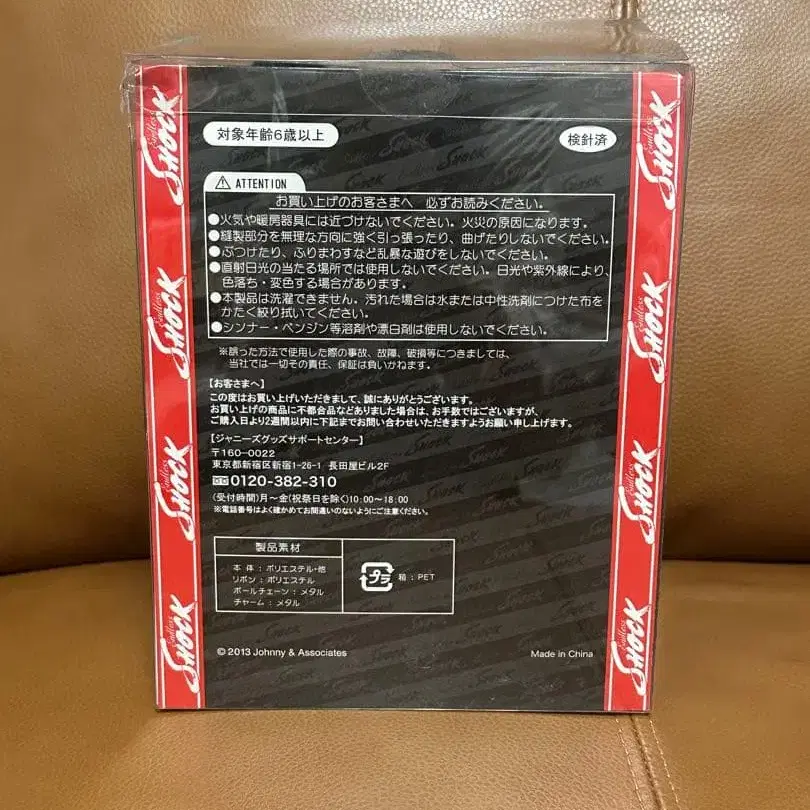 対象年齢6歳以上
検針済
ATTENTION
お買い上げのお客さまへ 必ずお読みください。
●火気や暖房器具には近づけないでください。火災の原因になります。
●縫製部分を無理な方向に強く引っ張ったり、曲げたりしないでください。
●ぶつけたり、ふりまわすなど乱暴な遊びをしないでください。
●直射日光の当たる場所では使用しないでください。日光や紫外線により、
色落ち・変色する場合があります。
●本製品は洗濯できません。汚れた場合は水または中性洗剤につけた布を
かたく絞り拭いてください。
●シンナー・ベンジン等溶剤や漂白剤は使用しないでください。
※誤った方法で使用した際の事故、故障、破損等につきましては、
当社では一切その責任、保証は負いかねます。
【お客さまへ】
この度はお買い上げいただきまして、誠にありがとうございます。
お買い上げの商品に不都合品などありました場合は、お手数ではございますが、
ご購入日より2週間以内に下記までお問い合わせいただきますようお願い申し上げます。
【ジャニーズグッズサポートセンター】
〒160-0022
東京都新宿区新宿1-26-1 長田屋ビル2F
0120-382-310
(受付時間)月〜金(祝祭日を除く)10:00〜18:00
※電話番号はよく確かめてお間違いのないようにご注意ください。
製品素材
本体：ポリエステル・他
リボン：ポリエステル
ボールチェーン：メタル
チャーム：メタル
プラ 箱：PET
© 2013 Johnny & Associates
Made in China
Endless
SHOCK
Endless
SHOCK
Endless
SHOCK
Endless
SHOCK
Endless
SHOCK
Endless
SHOCK
Endless
SHOCK
Endless
SHOCK